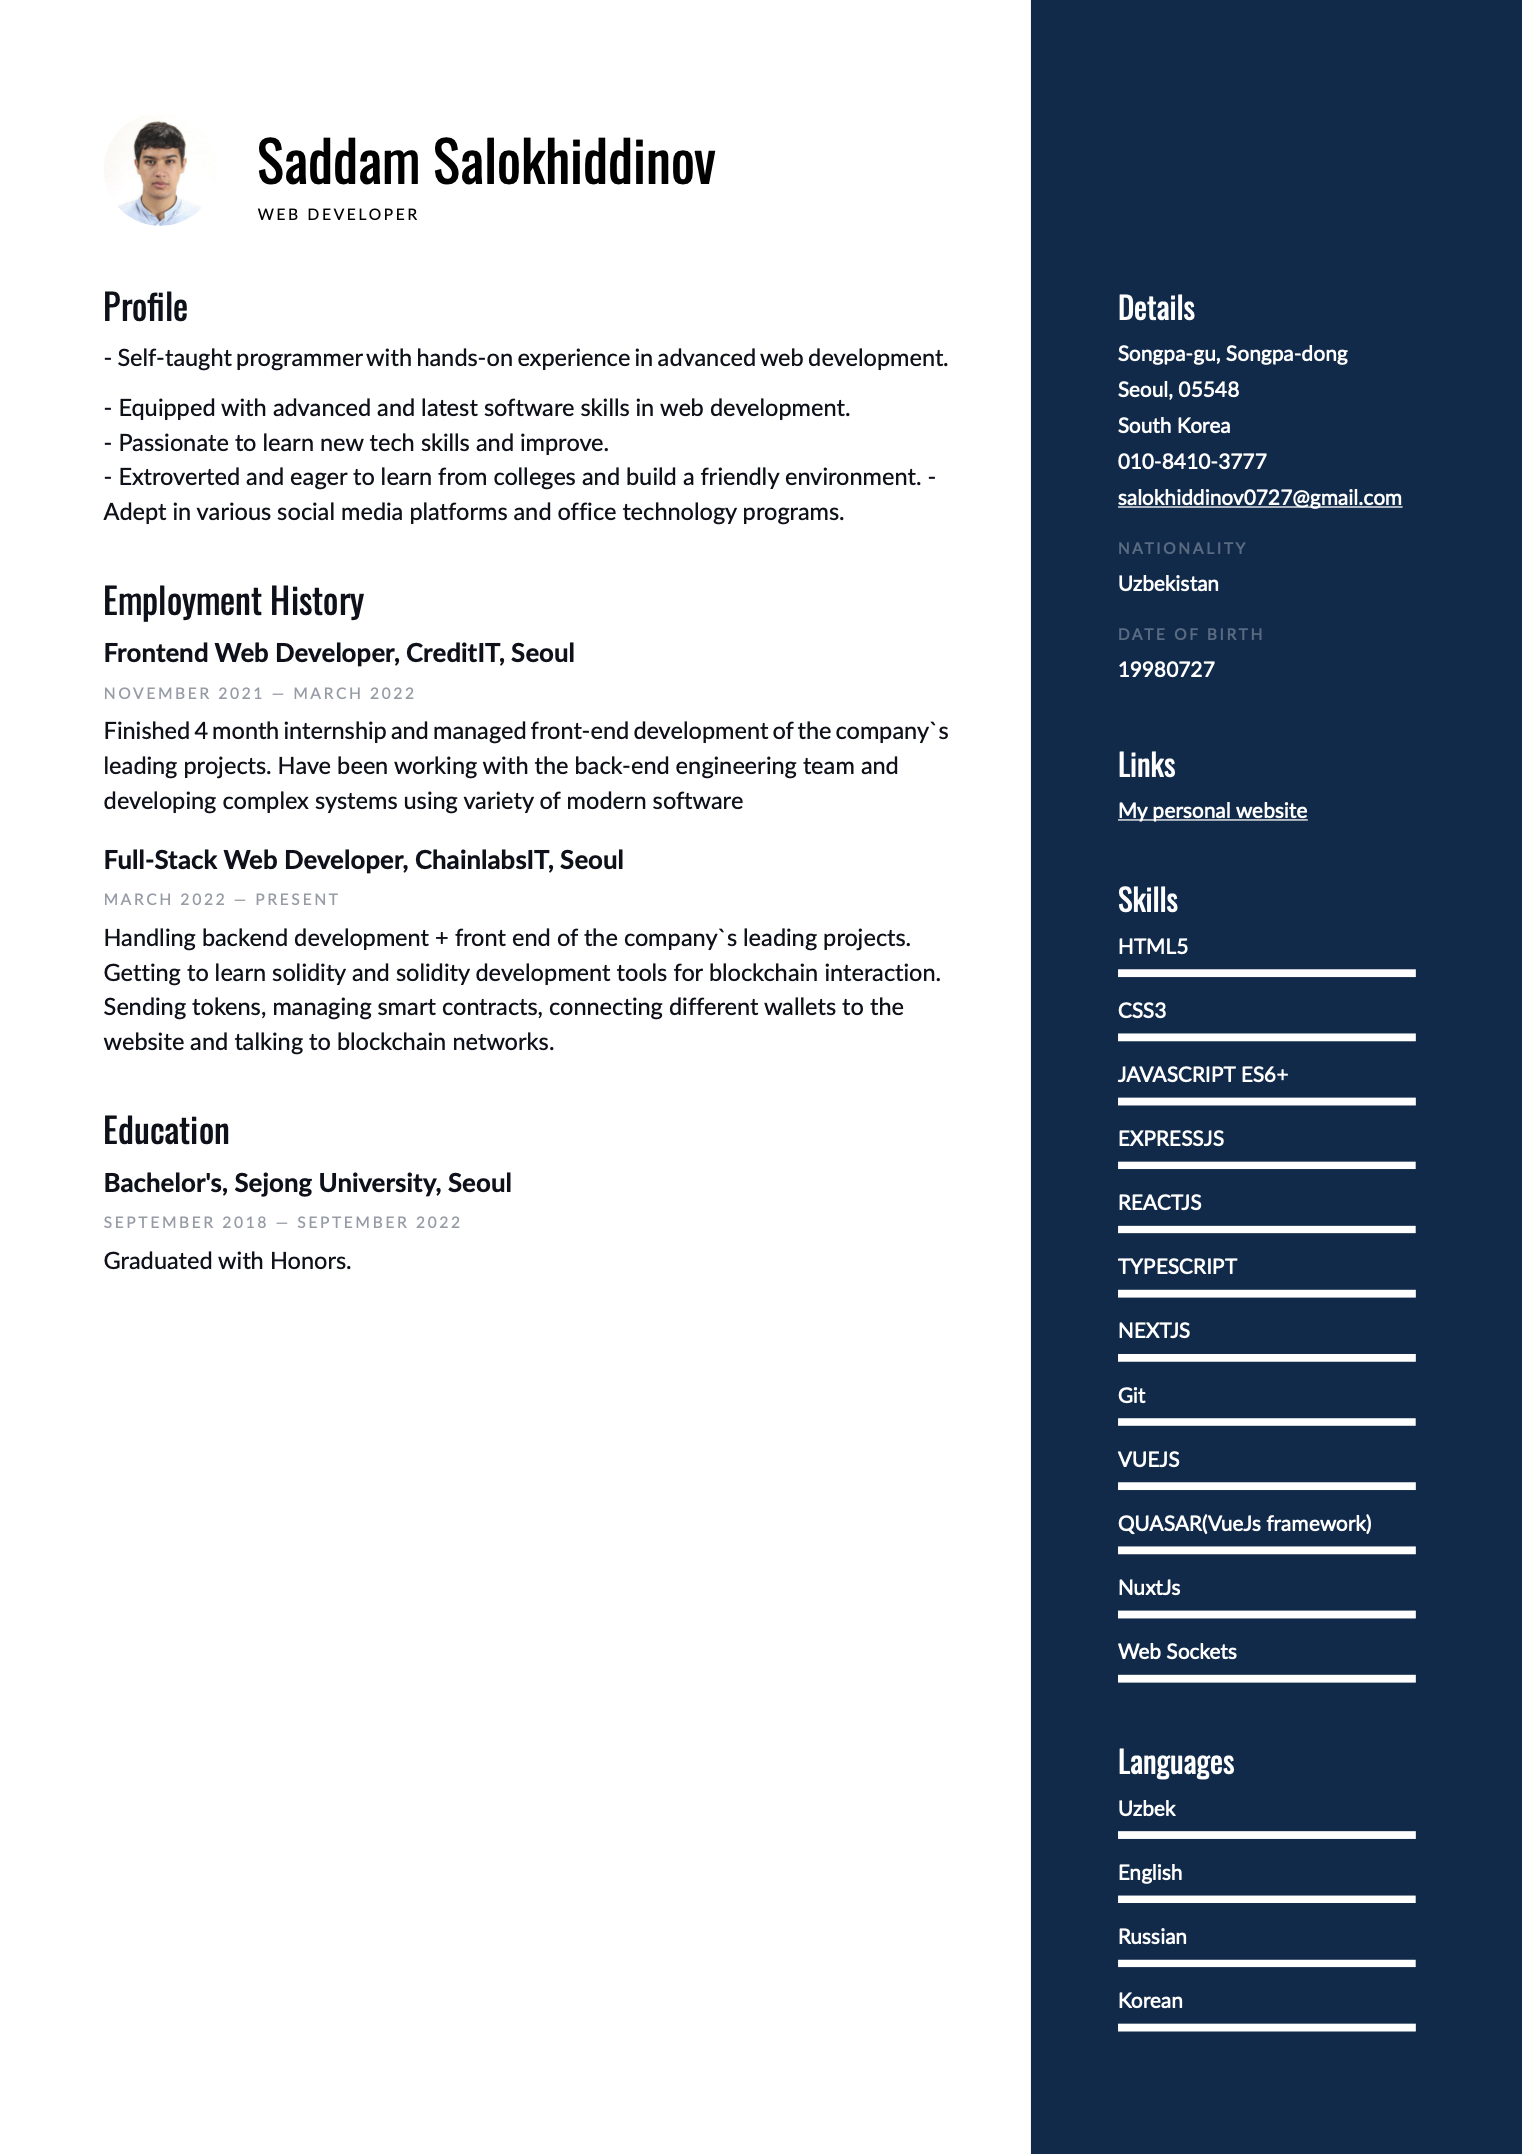 Saddam Salokhiddinov
WEB DEVELOPER
Profile
- Self-taught programmer with hands-on experience in advanced web development.
- Equipped with advanced and latest software skills in web development.
- Passionate to learn new tech skills and improve.
- Extroverted and eager to learn from colleges and build a friendly environment. -
Adept in various social media platforms and office technology programs.
Employment History
Frontend Web Developer, CreditIT, Seoul
NOVEMBER 2021 — MARCH 2022
Finished 4 month internship and managed front-end development of the company`s
leading projects. Have been working with the back-end engineering team and
developing complex systems using variety of modern software
Full-Stack Web Developer, ChainlabsIT, Seoul
MARCH 2022 — PRESENT
Handling backend development + front end of the company`s leading projects.
Getting to learn solidity and solidity development tools for blockchain interaction.
Sending tokens, managing smart contracts, connecting different wallets to the
website and talking to blockchain networks.
Education
Bachelor's, Sejong University, Seoul
SEPTEMBER 2018 — SEPTEMBER 2022
Graduated with Honors.
Details
Songpa-gu, Songpa-dong
Seoul, 05548
South Korea
010-8410-3777
salokhiddinov0727@gmail.com
NATIONALITY
Uzbekistan
DATE OF BIRTH
19980727
Links
My personal website
Skills
HTML5
CSS3
JAVASCRIPT ES6+
EXPRESSJS
REACTJS
TYPESCRIPT
NEXTJS
Git
VUEJS
QUASAR(VueJs framework)
NuxtJs
Web Sockets
Languages
Uzbek
English
Russian
Korean